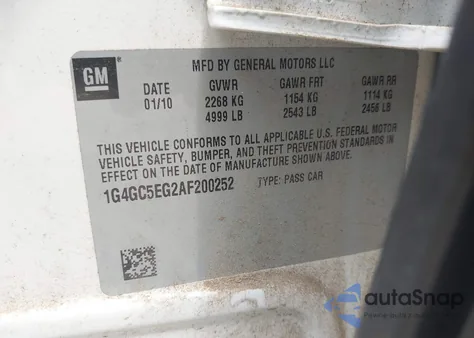 GM
MFD BY GENERAL MOTORS LLC
DATE GVWR GAWR FRT GAWR RR
01/10 2268 KG 1154 KG 1114 KG
4999 LB 2543 LB 2456 LB
THIS VEHICLE CONFORMS TO ALL APPLICABLE U.S. FEDERAL MOTOR
VEHICLE SAFETY, BUMPER, AND THEFT PREVENTION STANDARDS IN
EFFECT ON THE DATE OF MANUFACTURE SHOWN ABOVE.
1G4GC5EG2AF200252 TYPE: PASS CAR
autoSnap